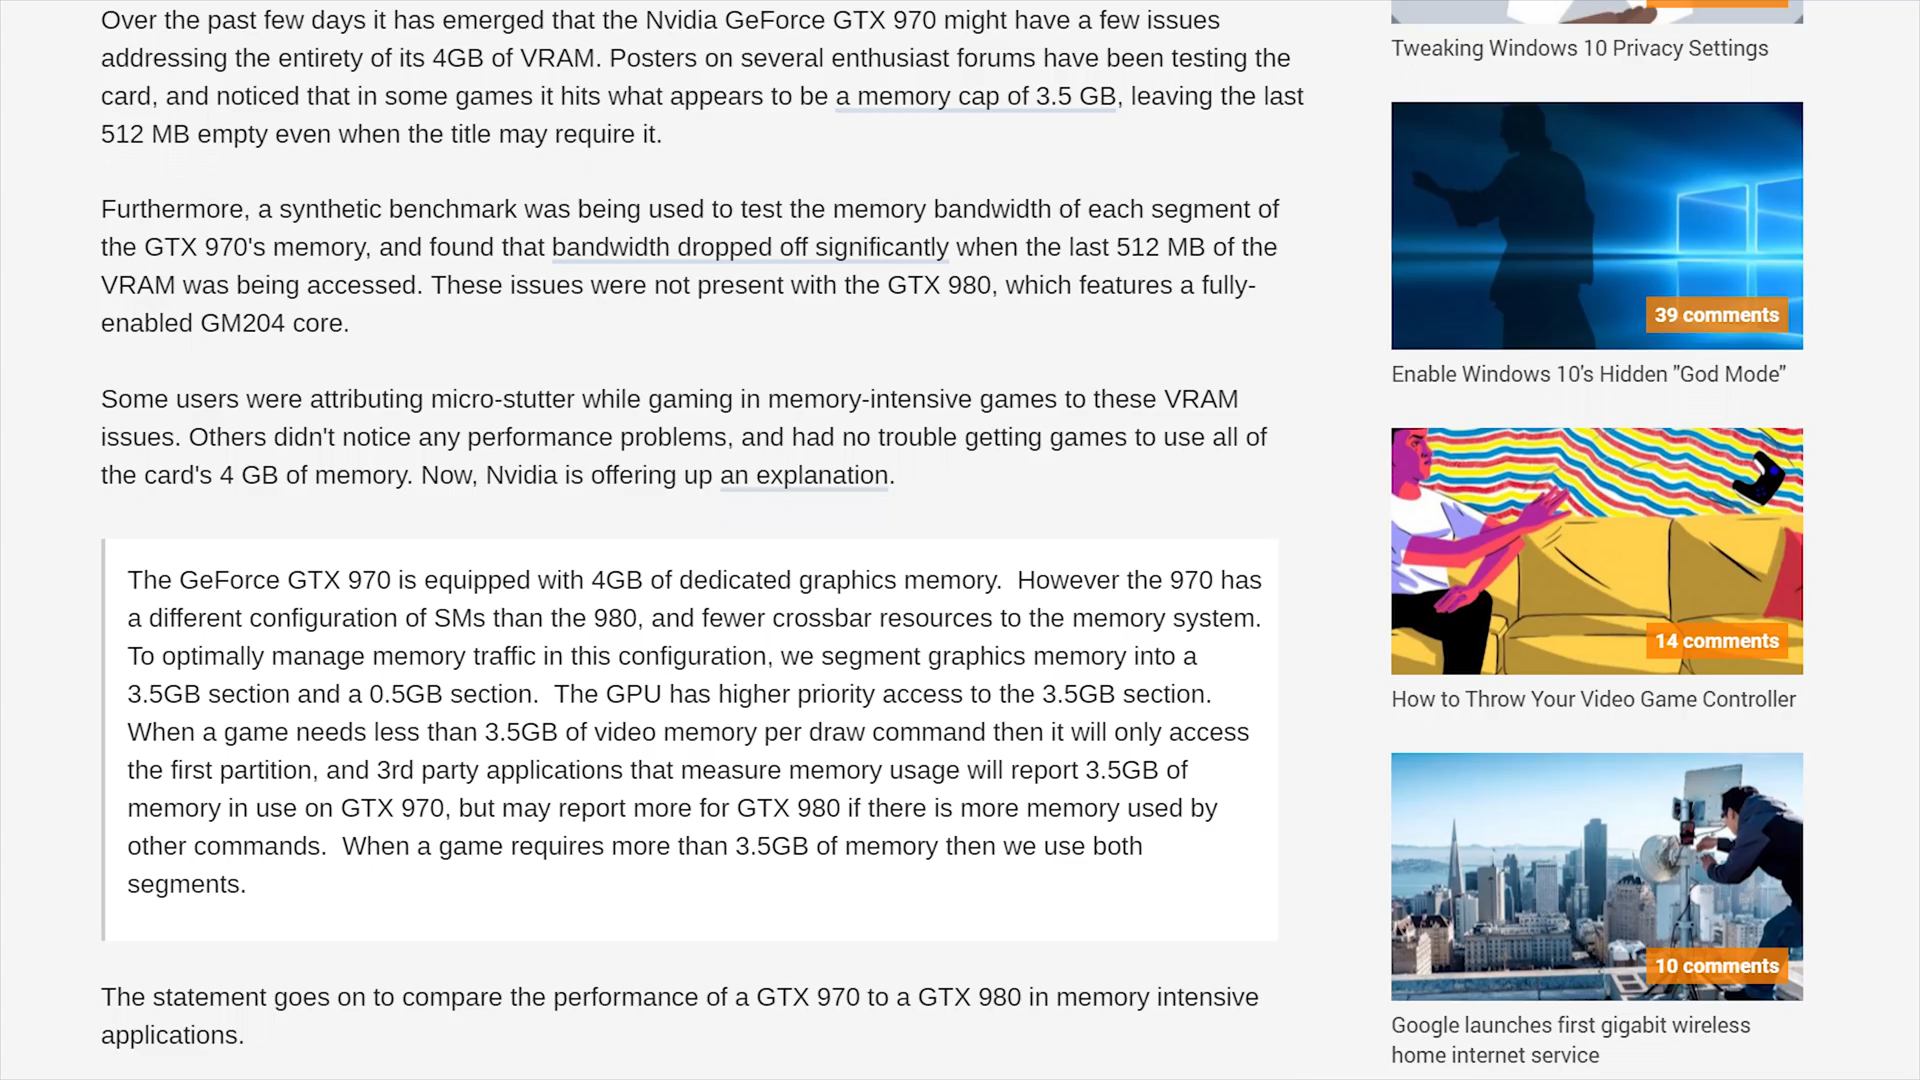 Over the past few days it has emerged that the Nvidia GeForce GTX 970 might have a few issues
addressing the entirety of its 4GB of VRAM. Posters on several enthusiast forums have been testing the
card, and noticed that in some games it hits what appears to be a memory cap of 3.5 GB, leaving the last
512 MB empty even when the title may require it.
Furthermore, a synthetic benchmark was being used to test the memory bandwidth of each segment of
the GTX 970's memory, and found that bandwidth dropped off significantly when the last 512 MB of the
VRAM was being accessed. These issues were not present with the GTX 980, which features a fully-
enabled GM204 core.
Some users were attributing micro-stutter while gaming in memory-intensive games to these VRAM
issues. Others didn't notice any performance problems, and had no trouble getting games to use all of
the card's 4 GB of memory. Now, Nvidia is offering up an explanation.
The GeForce GTX 970 is equipped with 4GB of dedicated graphics memory.  However the 970 has
a different configuration of SMs than the 980, and fewer crossbar resources to the memory system.
To optimally manage memory traffic in this configuration, we segment graphics memory into a
3.5GB section and a 0.5GB section.  The GPU has higher priority access to the 3.5GB section.
When a game needs less than 3.5GB of video memory per draw command then it will only access
the first partition, and 3rd party applications that measure memory usage will report 3.5GB of
memory in use on GTX 970, but may report more for GTX 980 if there is more memory used by
other commands.  When a game requires more than 3.5GB of memory then we use both
segments.
The statement goes on to compare the performance of a GTX 970 to a GTX 980 in memory intensive
applications.
Tweaking Windows 10 Privacy Settings
39 comments
Enable Windows 10's Hidden "God Mode"
14 comments
How to Throw Your Video Game Controller
10 comments
Google launches first gigabit wireless
home internet service